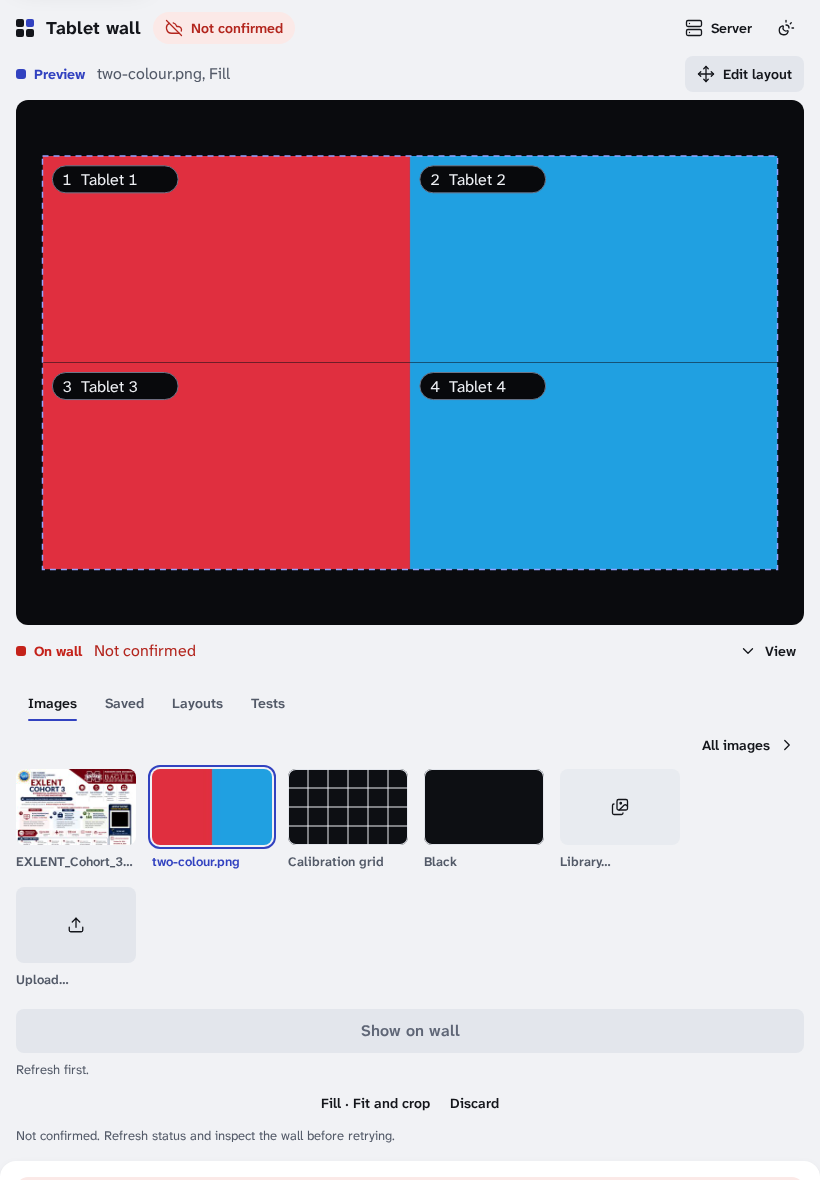 Tablet wall
Not confirmed
Server
Preview two-colour.png, Fill
Edit layout
1 Tablet 1
2 Tablet 2
3 Tablet 3
4 Tablet 4
On wall Not confirmed
View
Images Saved Layouts Tests
All images
EXLENT
COHORT 3
EXLENT_Cohort_3...
two-colour.png
Calibration grid
Black
Library...
Upload...
Show on wall
Refresh first.
Fill · Fit and crop Discard
Not confirmed. Refresh status and inspect the wall before retrying.